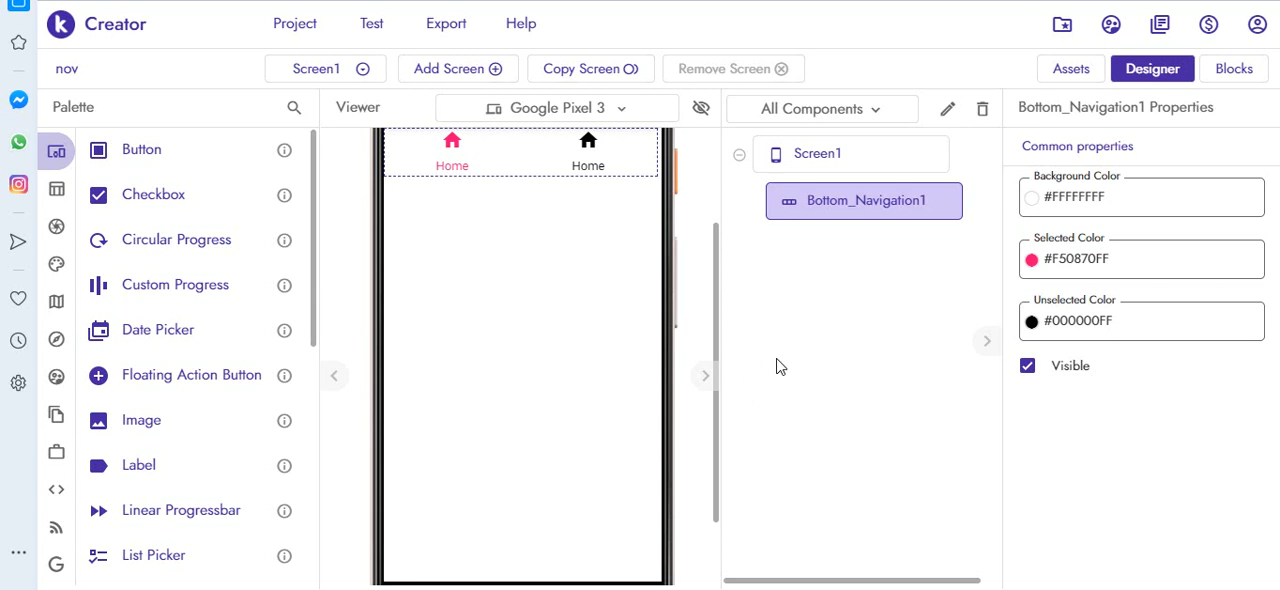 Creator
Project
Test
Export
Help
nov
Screen1
Add Screen
Copy Screen
Remove Screen
Assets
Designer
Blocks
Palette
Button
Checkbox
Circular Progress
Custom Progress
Date Picker
Floating Action Button
Image
Label
Linear Progressbar
List Picker
Viewer
Google Pixel 3
Home
Home
All Components
Screen1
Bottom_Navigation1
Bottom_Navigation1 Properties
Common properties
Background Color
#FFFFFFFF
Selected Color
#F50870FF
Unselected Color
#000000FF
Visible